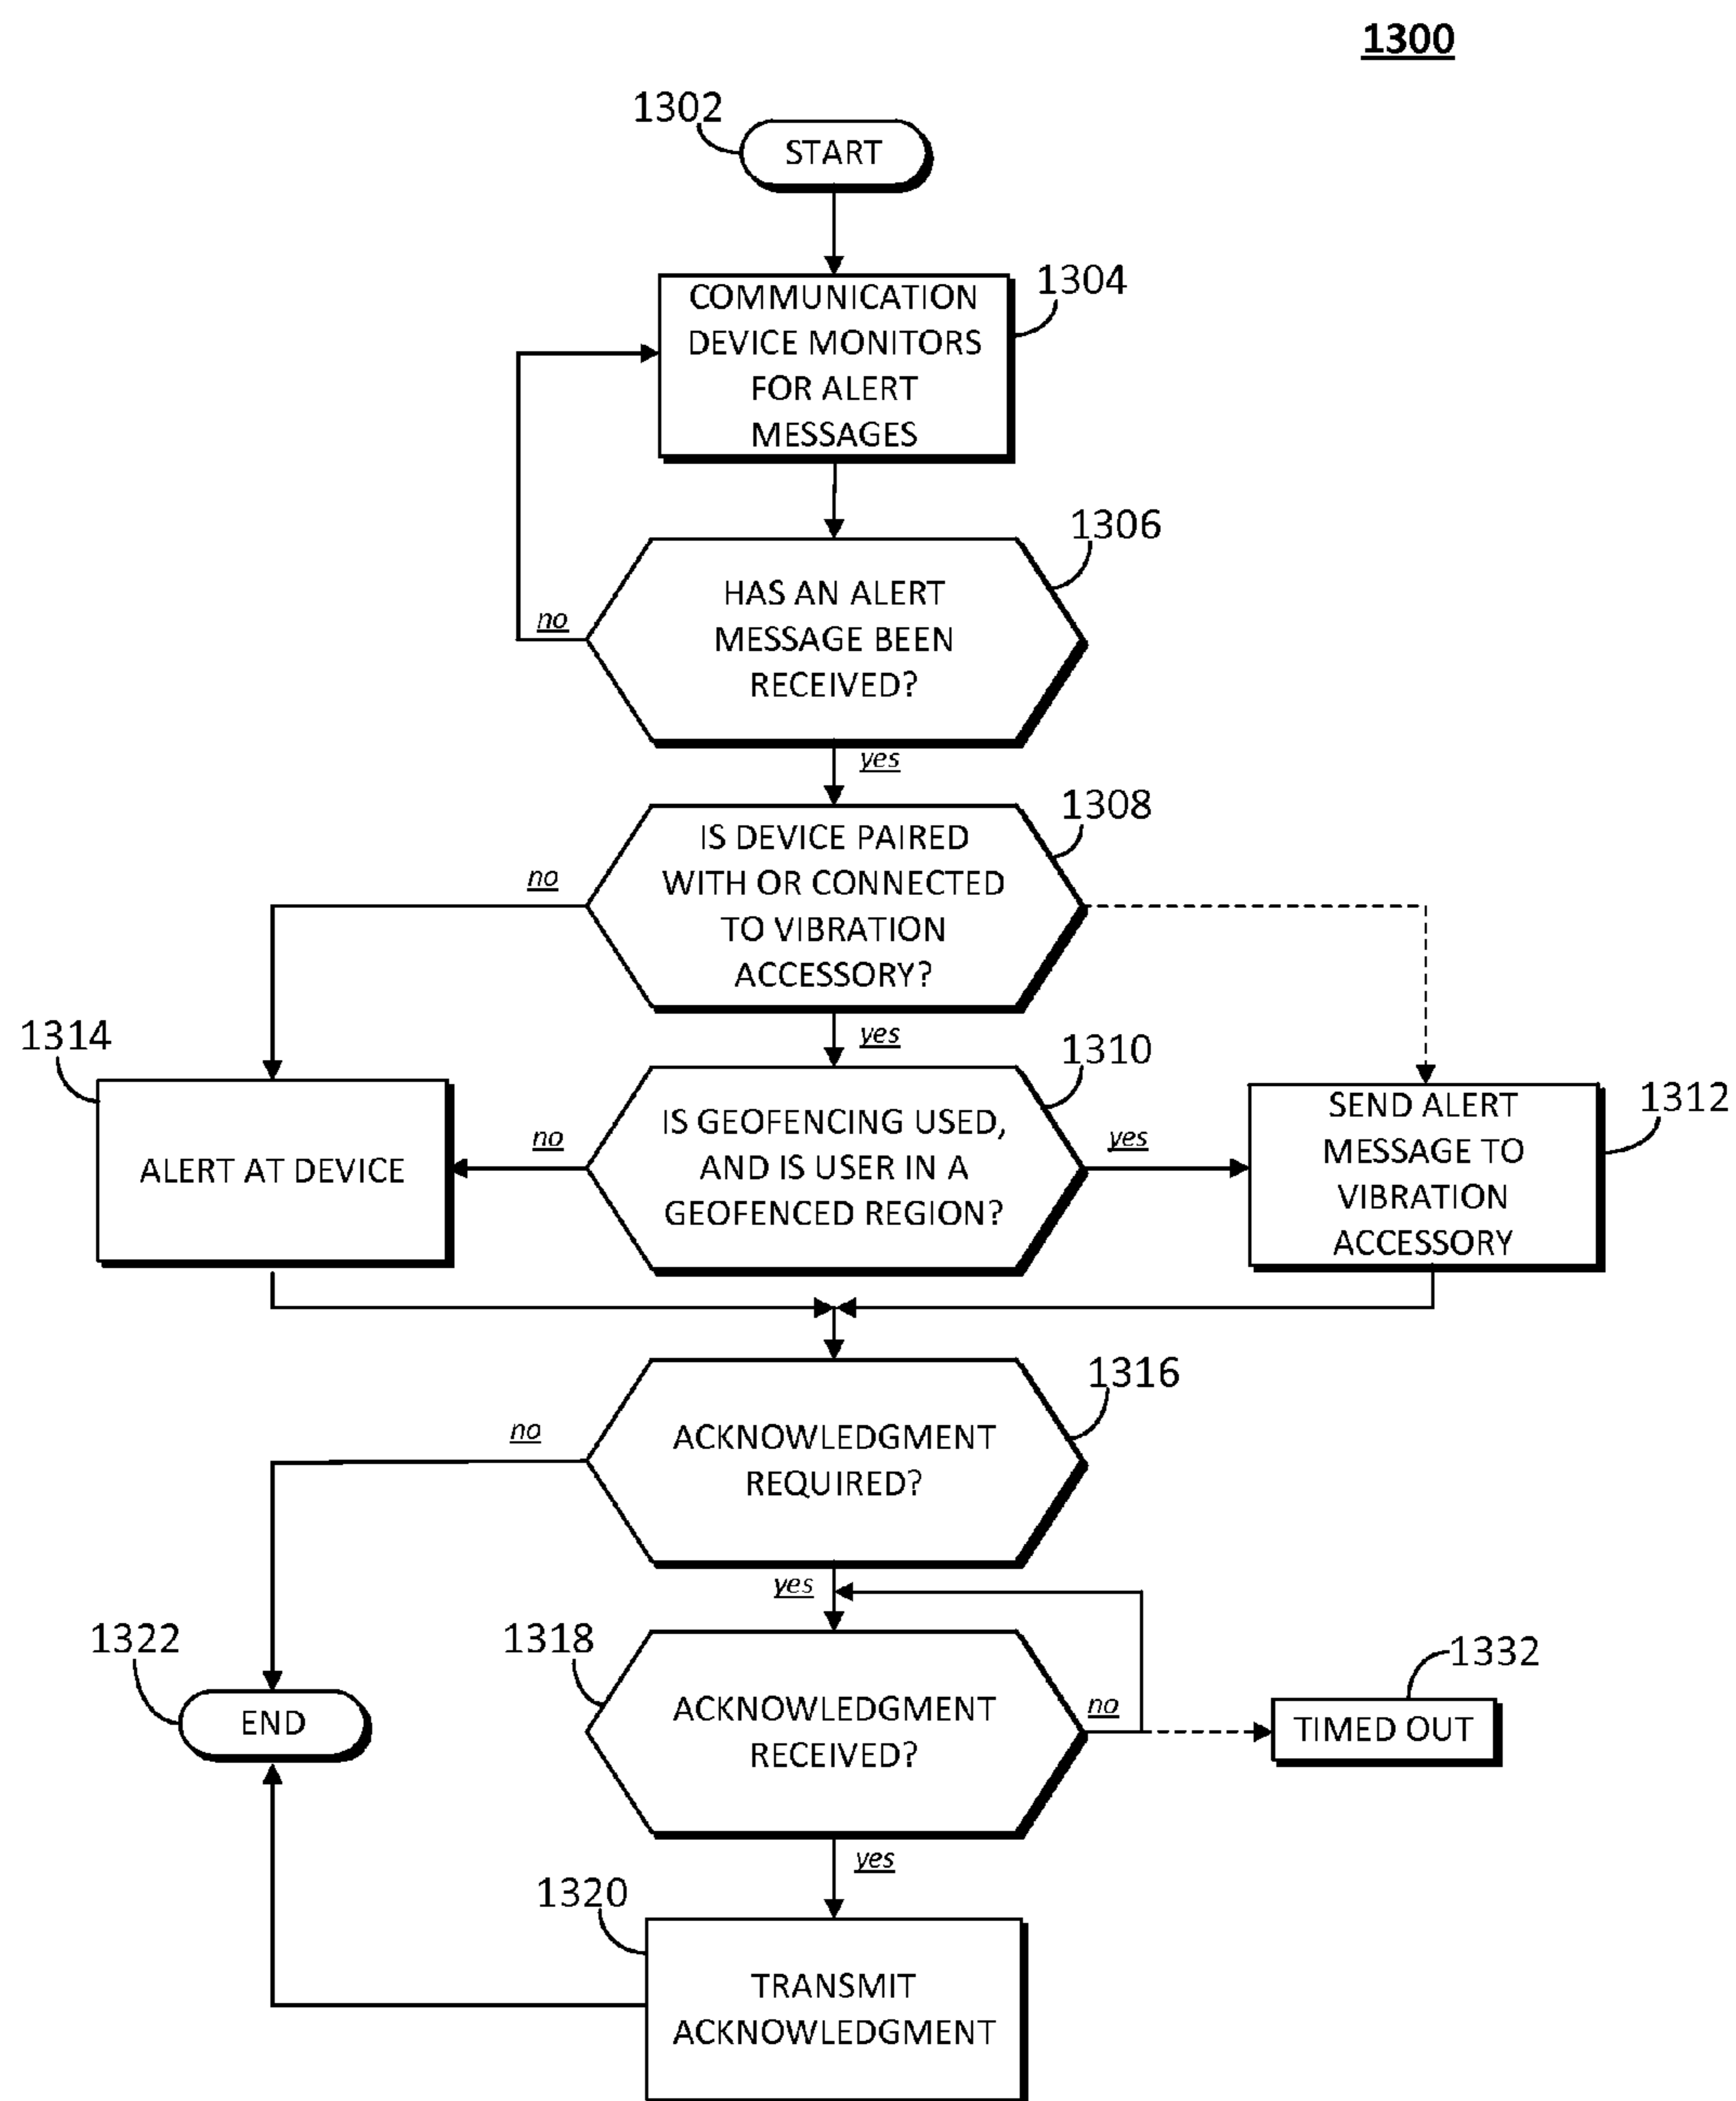 1300
1302
START
1304
COMMUNICATION
DEVICE MONITORS
FOR ALERT
MESSAGES
1306
HAS AN ALERT
MESSAGE BEEN
RECEIVED?
no
yes
1308
IS DEVICE PAIRED
WITH OR CONNECTED
TO VIBRATION
ACCESSORY?
no
yes
1314
ALERT AT DEVICE
1310
IS GEOFENCING USED,
AND IS USER IN A
GEOFENCED REGION?
no
yes
1312
SEND ALERT
MESSAGE TO
VIBRATION
ACCESSORY
1316
ACKNOWLEDGMENT
REQUIRED?
no
yes
1322
END
1318
ACKNOWLEDGMENT
RECEIVED?
no
1332
TIMED OUT
yes
1320
TRANSMIT
ACKNOWLEDGMENT